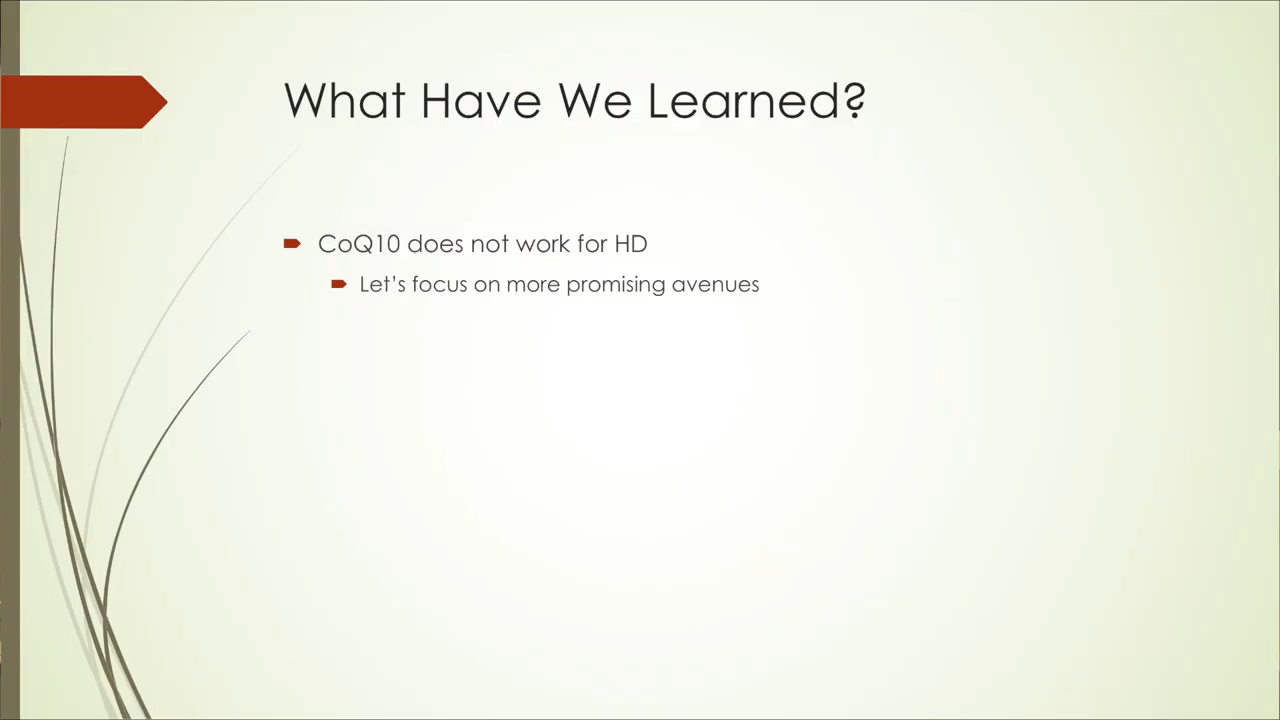 What Have We Learned?
CoQ10 does not work for HD
Let's focus on more promising avenues